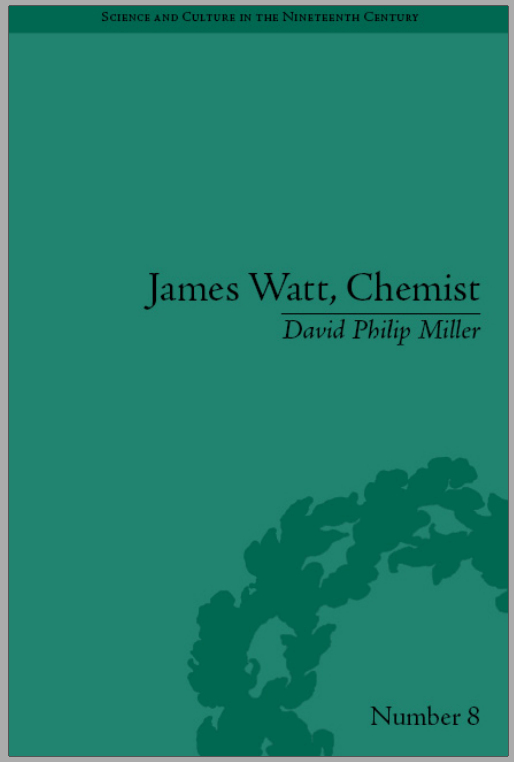 Science and Culture in the Nineteenth Century
James Watt, Chemist
David Philip Miller
Number 8